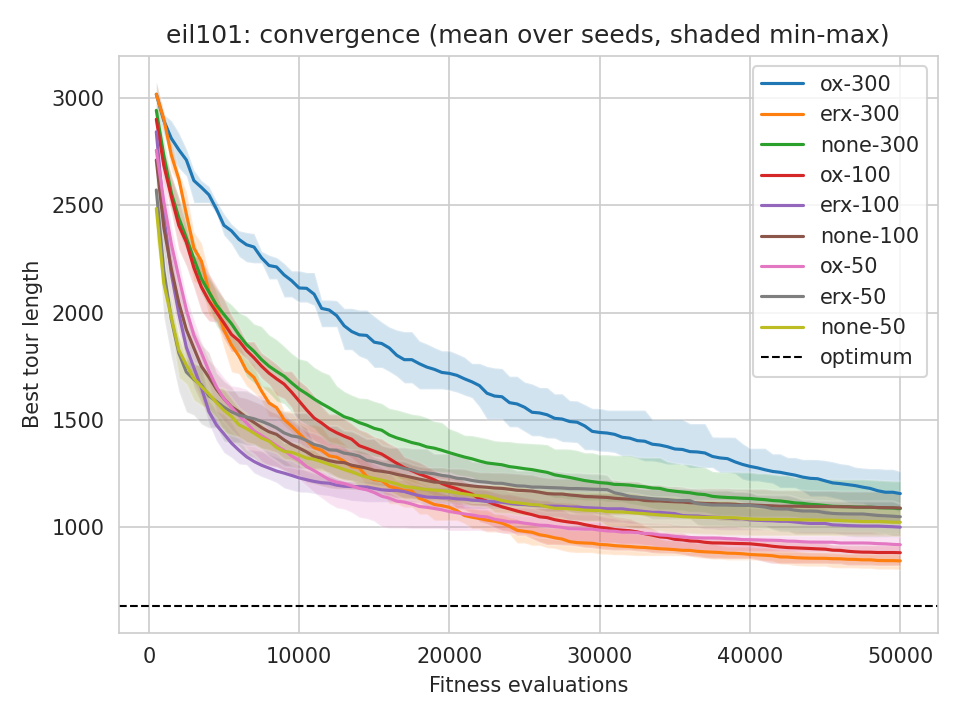 eil101: convergence (mean over seeds, shaded min-max)
Best tour length
3000
2500
2000
1500
1000
0
10000
20000
30000
40000
50000
Fitness evaluations
ox-300
erx-300
none-300
ox-100
erx-100
none-100
ox-50
erx-50
none-50
optimum